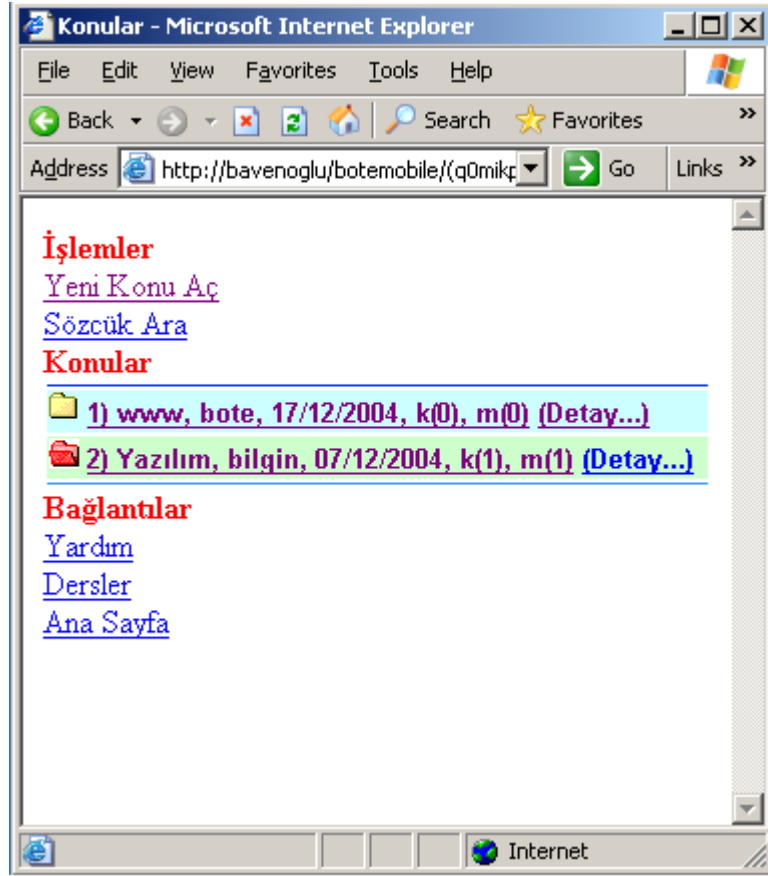 Konular - Microsoft Internet Explorer
File Edit View Favorites Tools Help
Back Search Favorites »
Address http://bavenoglu/botemobile/(q0mikp Go Links »
İşlemler
Yeni Konu Aç
Sözcük Ara
Konular
1) www, bote, 17/12/2004, k(0), m(0) (Detay...)
2) Yazılım, bilgin, 07/12/2004, k(1), m(1) (Detay...)
Bağlantılar
Yardım
Dersler
Ana Sayfa
Internet